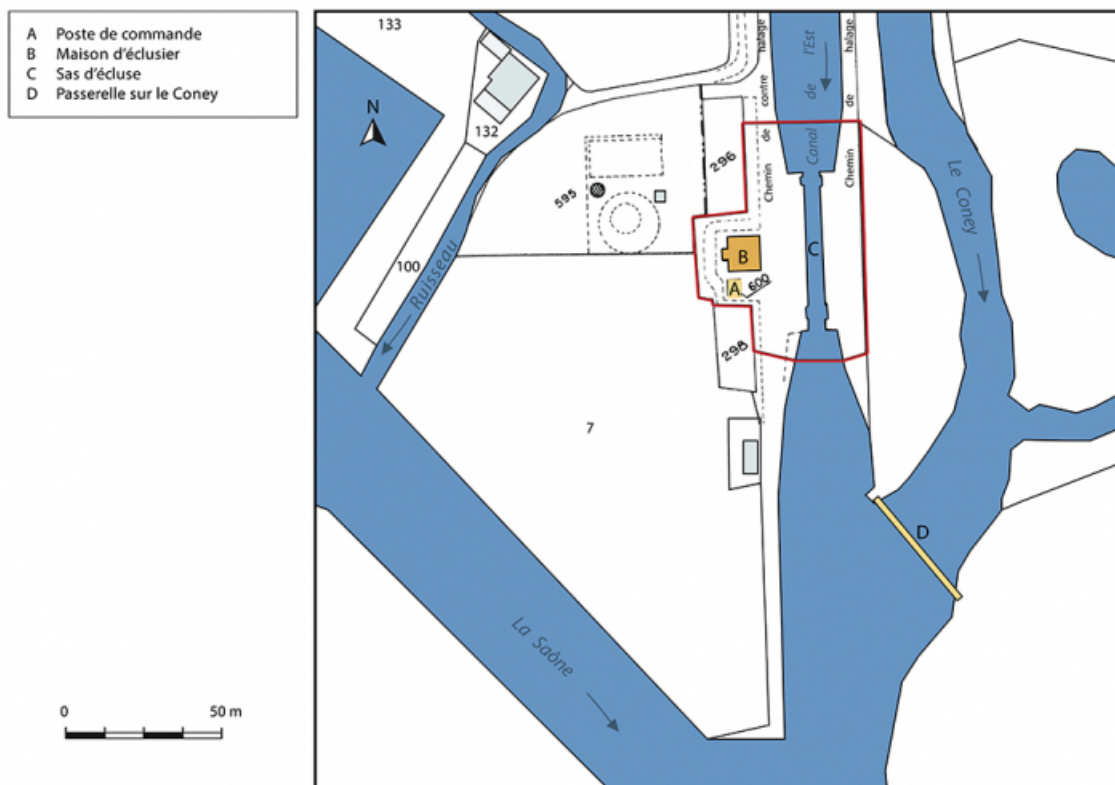 A Poste de commande
B Maison d'éclusier
C Sas d'écluse
D Passerelle sur le Coney
N
0 50 m
133
132
100
Ruisseau
595
296
Chemin de contre halage
Canal de l'Est
Chemin de halage
Le Coney
B
A
600
C
298
7
D
La Saône